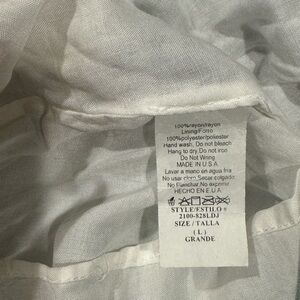 100%rayon/rayon
Lining/Forro
100%polyester/poliester
Hand wash. Do not bleach
Hang to dry. Do not iron
Do Not Wring
MADE IN U.S.A
Lavar a mano en agua fria
No usar cloro Secar colgado
No Planchar No exprimir
HECHO EN E.U.A
STYLE/ESTILO #
2100-828LDJ
SIZE / TALLA
( L )
GRANDE